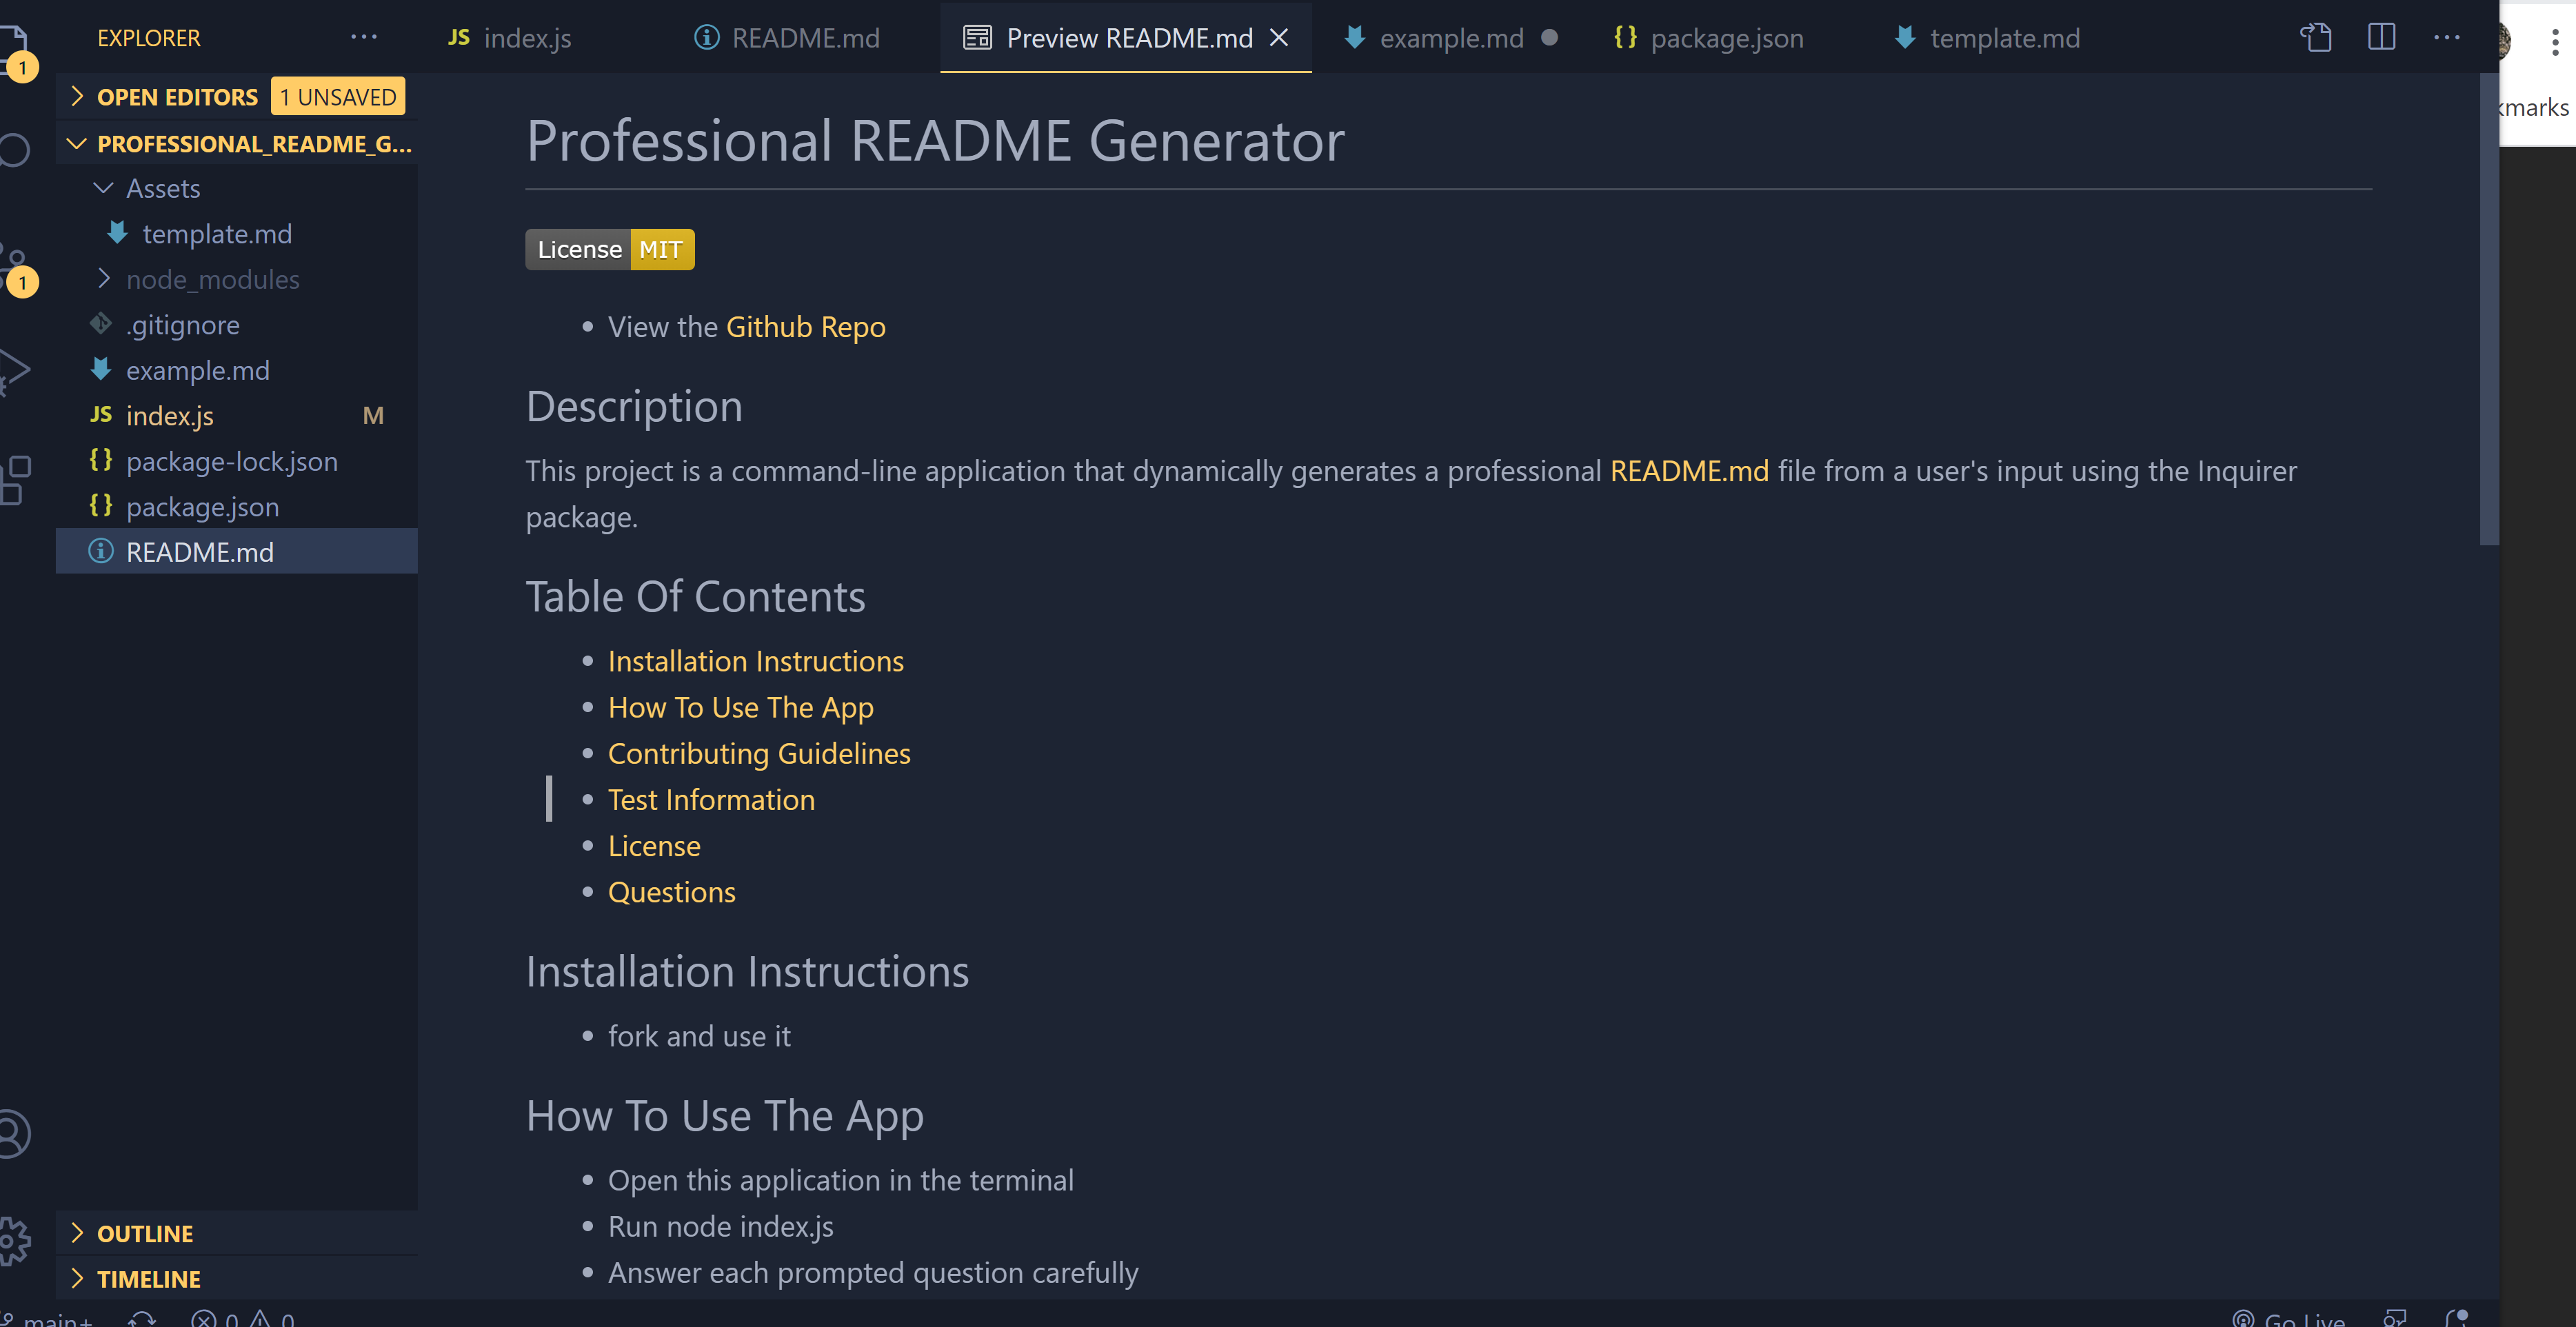 EXPLORER
JS index.js
README.md
Preview README.md
example.md
{} package.json
template.md
1
OPEN EDITORS 1 UNSAVED
PROFESSIONAL_README_G...
Assets
template.md
node_modules
.gitignore
1
example.md
JS index.js M
{} package-lock.json
{} package.json
README.md
OUTLINE
TIMELINE
Professional README Generator
License MIT
View the Github Repo
Description
This project is a command-line application that dynamically generates a professional README.md file from a user's input using the Inquirer
package.
Table Of Contents
Installation Instructions
How To Use The App
Contributing Guidelines
Test Information
License
Questions
Installation Instructions
fork and use it
How To Use The App
Open this application in the terminal
Run node index.js
Answer each prompted question carefully
main+ 0 0
Go Live